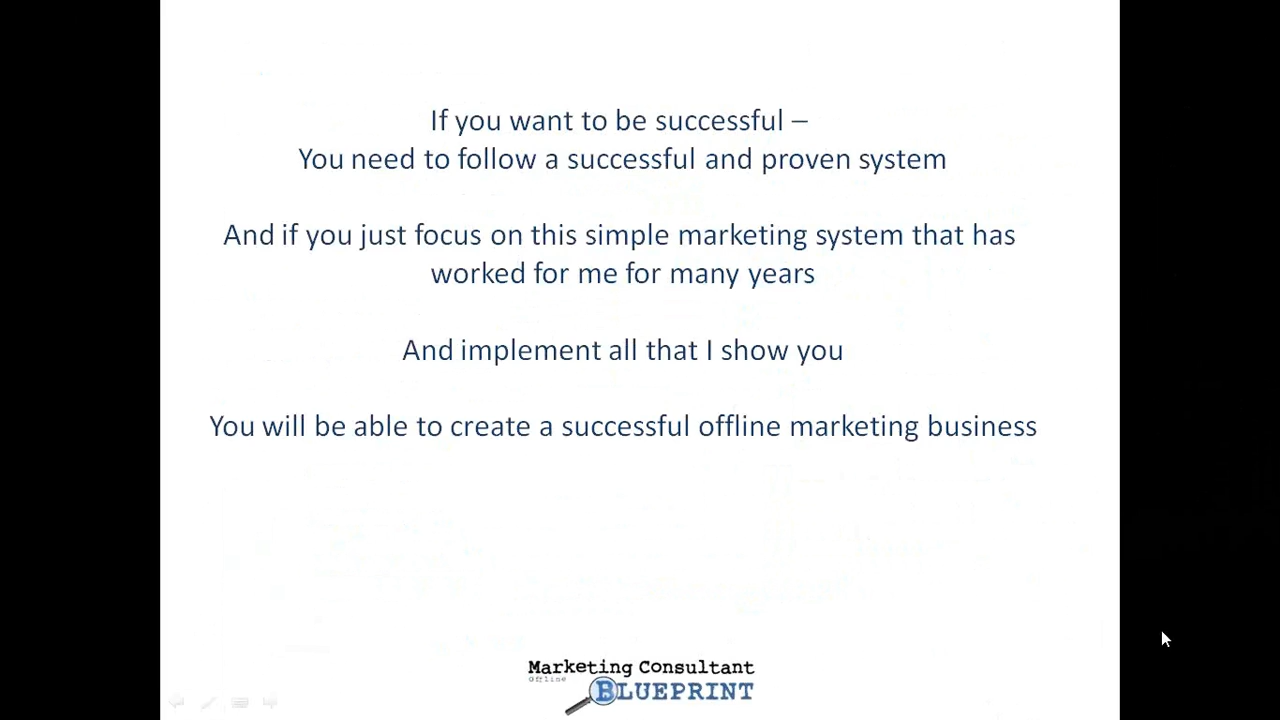 If you want to be successful –
You need to follow a successful and proven system
And if you just focus on this simple marketing system that has
worked for me for many years
And implement all that I show you
You will be able to create a successful offline marketing business
Marketing Consultant
Offline
BLUEPRINT